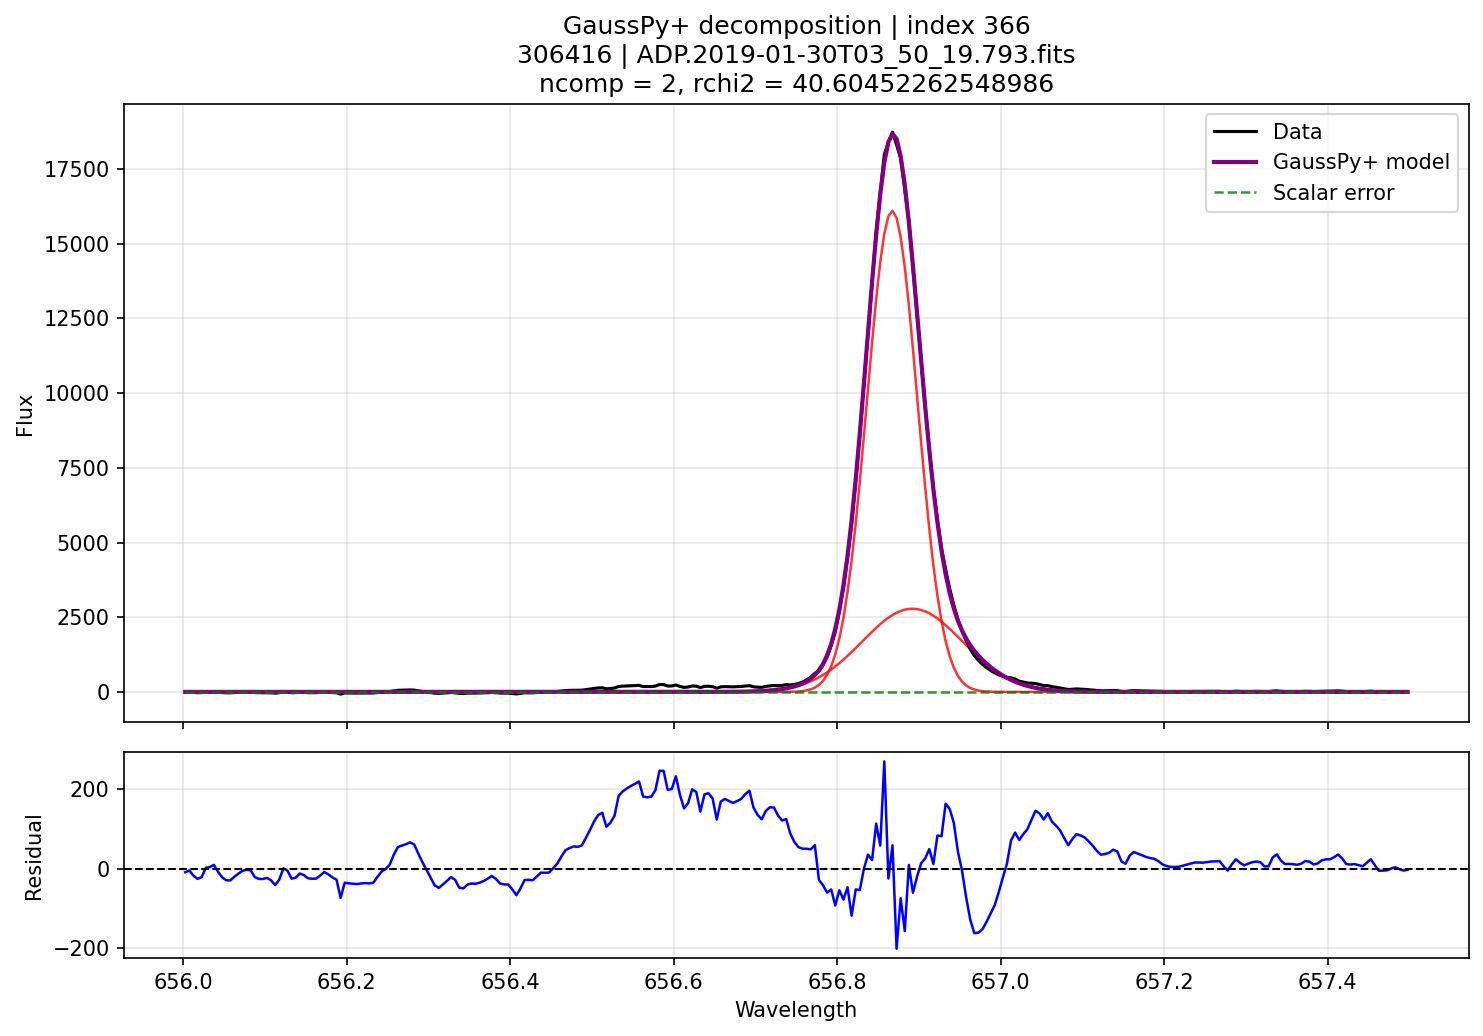 GaussPy+ decomposition | index 366
306416 | ADP.2019-01-30T03_50_19.793.fits
ncomp = 2, rchi2 = 40.60452262548986
Data
GaussPy+ model
Scalar error
Flux
17500
15000
12500
10000
7500
5000
2500
0
Residual
200
0
−200
656.0
656.2
656.4
656.6
656.8
657.0
657.2
657.4
Wavelength